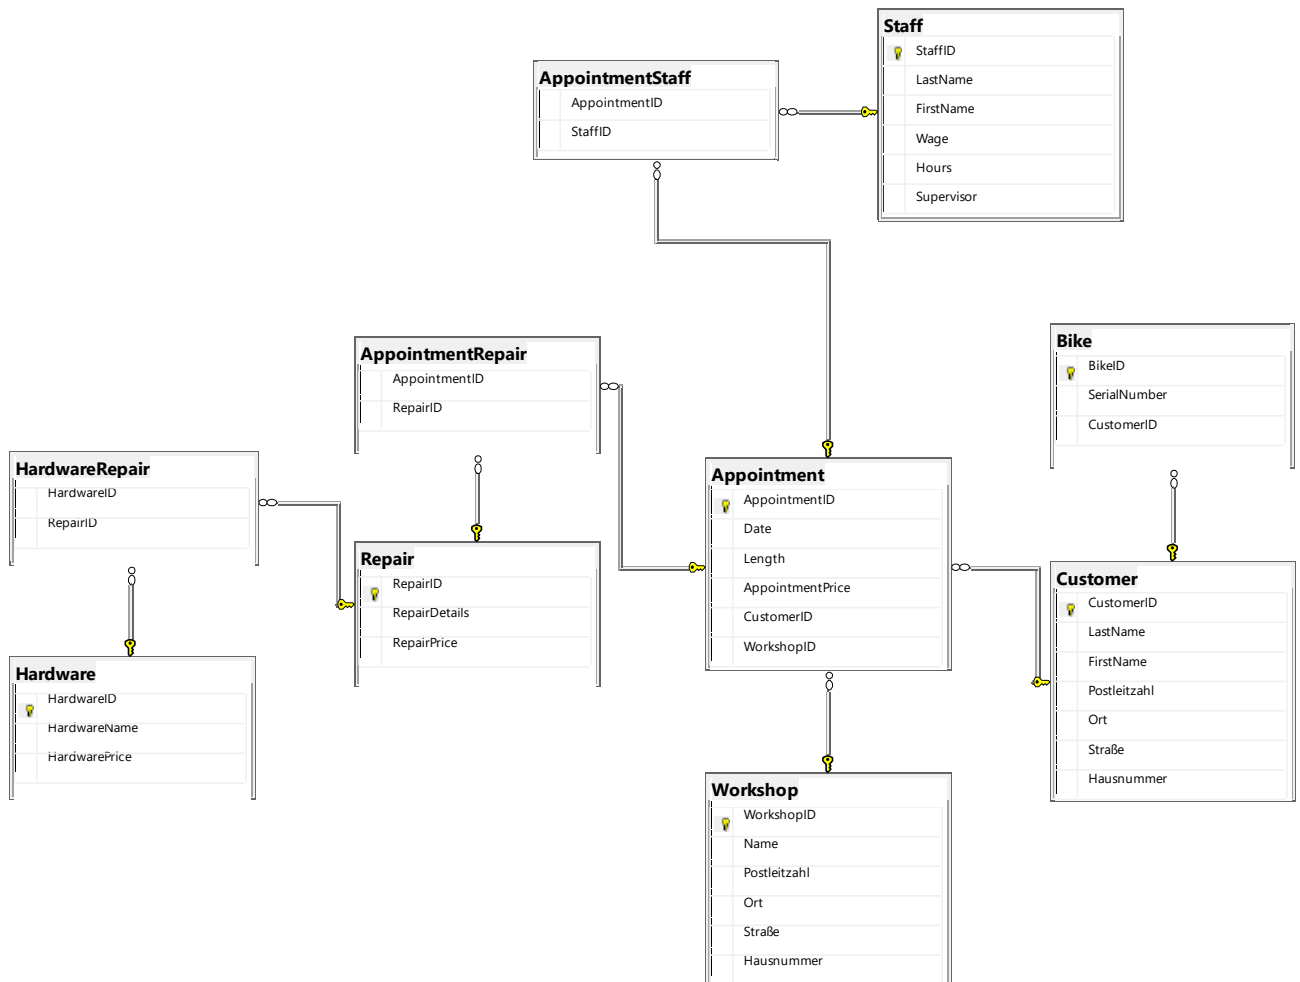 Staff
StaffID
LastName
FirstName
Wage
Hours
Supervisor
AppointmentStaff
AppointmentID
StaffID
Bike
BikeID
SerialNumber
CustomerID
AppointmentRepair
AppointmentID
RepairID
HardwareRepair
HardwareID
RepairID
Appointment
AppointmentID
Date
Length
AppointmentPrice
CustomerID
WorkshopID
Repair
RepairID
RepairDetails
RepairPrice
Customer
CustomerID
LastName
FirstName
Postleitzahl
Ort
Straße
Hausnummer
Hardware
HardwareID
HardwareName
HardwarePrice
Workshop
WorkshopID
Name
Postleitzahl
Ort
Straße
Hausnummer